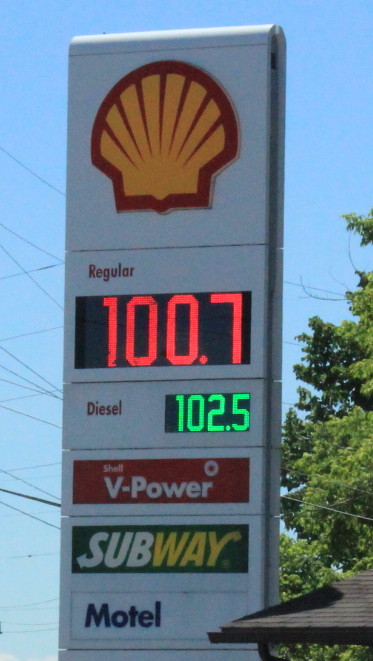 Regular
100.7
Diesel
102.5
Shell
V-Power
SUBWAY
Motel